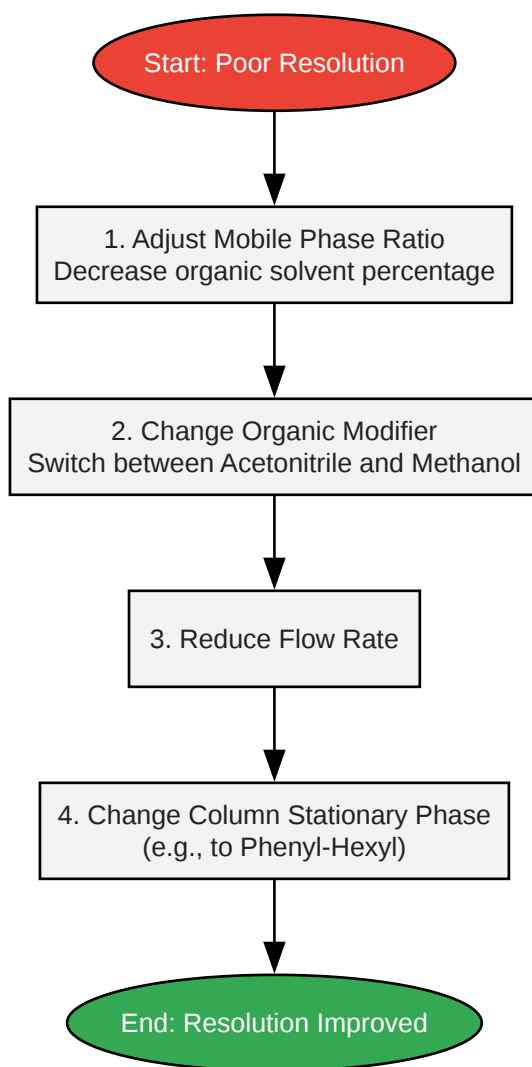 Start: Poor Resolution
1. Adjust Mobile Phase Ratio
Decrease organic solvent percentage
2. Change Organic Modifier
Switch between Acetonitrile and Methanol
3. Reduce Flow Rate
4. Change Column Stationary Phase
(e.g., to Phenyl-Hexyl)
End: Resolution Improved